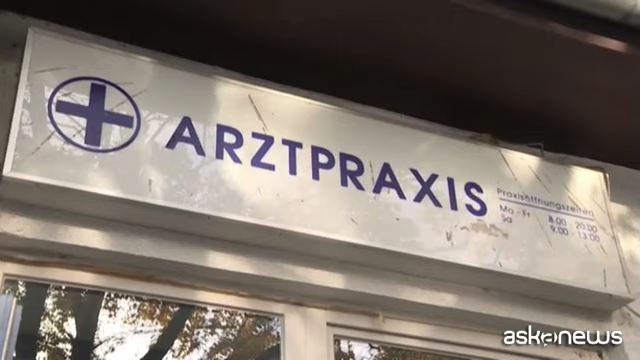 ARZTPRAXIS
Praxisöffnungszeiten
Mo - Fr 8.00 - 20.00
Sa 9.00 - 13.00
askanews